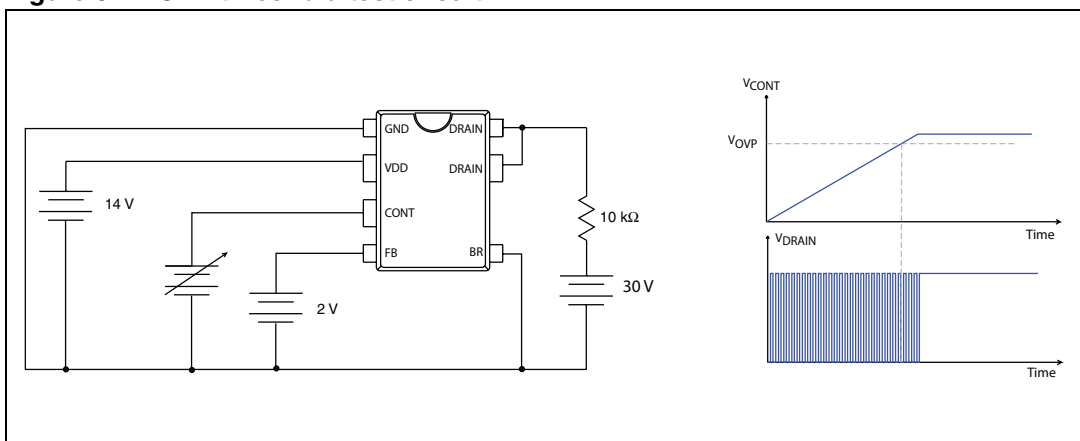 GND
DRAIN
VDD
DRAIN
CONT
FB
BR
14 V
2 V
10 kΩ
30 V
VCONT
VOVP
Time
VDRAIN
Time